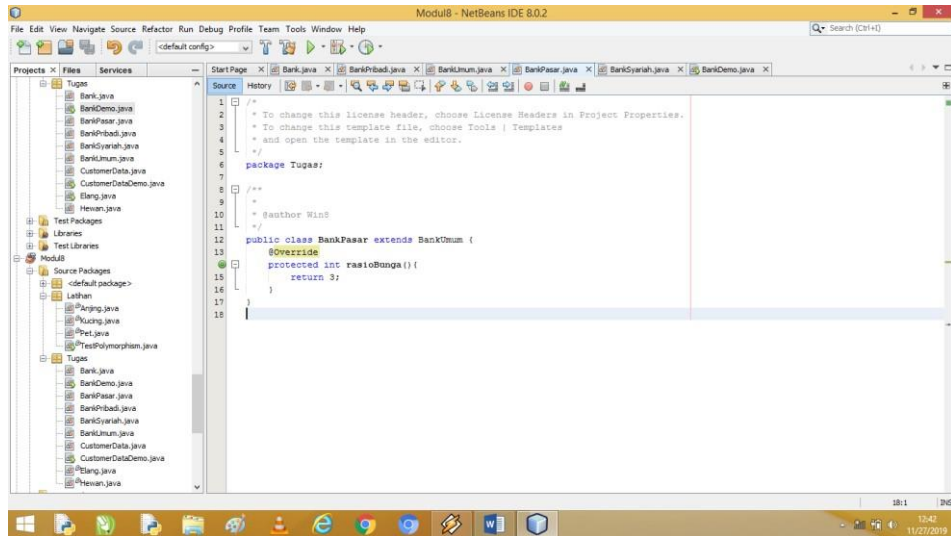 Modul8 - NetBeans IDE 8.0.2
File Edit View Navigate Source Refactor Run Debug Profile Team Tools Window Help
Search (Ctrl+I)
<default config>
Projects Files Services
Start Page Bank.java BankPribadi.java BankUmum.java BankPasar.java BankSyariah.java BankDemo.java
Source History
Tugas
Bank.java
BankDemo.java
BankPasar.java
BankPribadi.java
BankSyariah.java
BankUmum.java
CustomerData.java
CustomerDataDemo.java
Elang.java
Hewan.java
Test Packages
Libraries
Test Libraries
Modul8
Source Packages
<default package>
Latihan
Anjing.java
Kucing.java
Pet.java
TestPolymorphism.java
Tugas
Bank.java
BankDemo.java
BankPasar.java
BankPribadi.java
BankSyariah.java
BankUmum.java
CustomerData.java
CustomerDataDemo.java
Elang.java
Hewan.java
1 /*
2 * To change this license header, choose License Headers in Project Properties.
3 * To change this template file, choose Tools | Templates
4 * and open the template in the editor.
5 */
6 package Tugas;
7
8 /**
9 *
10 * @author Win8
11 */
12 public class BankPasar extends BankUmum {
13 @Override
protected int rasioBunga(){
15 return 3;
16 }
17 }
18
18:1 INS
12:42
11/27/2019